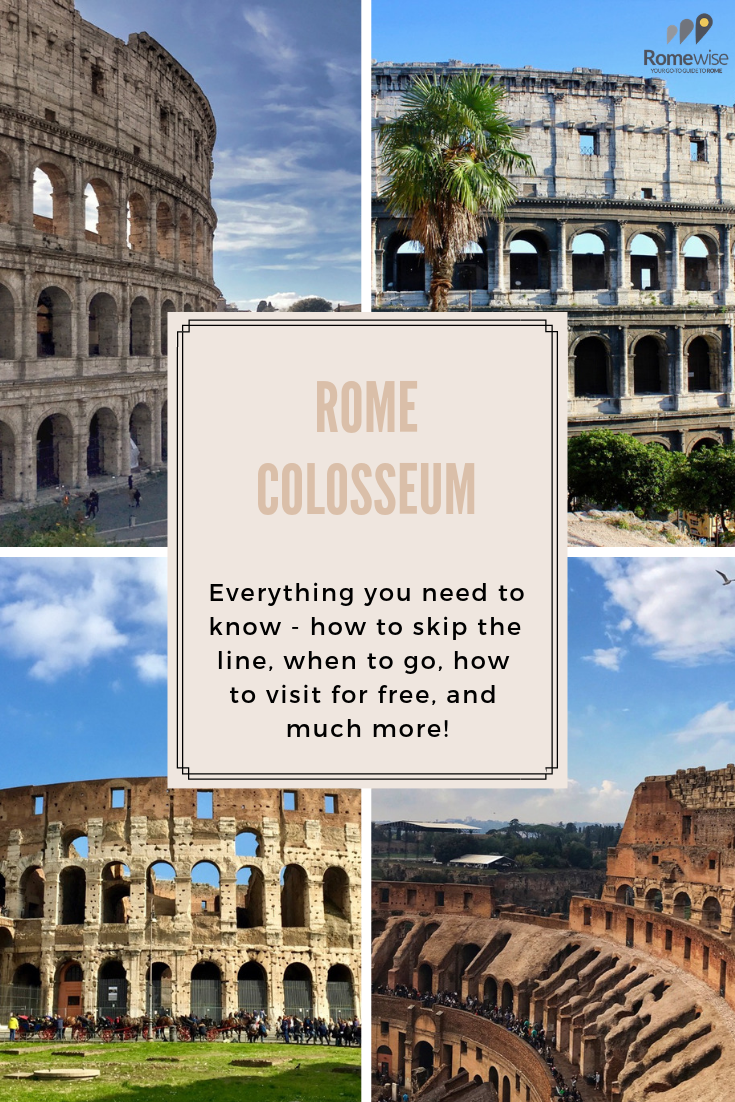 Romewise
YOUR GO-TO GUIDE TO ROME
ROME
COLOSSEUM
Everything you need to
know - how to skip the
line, when to go, how
to visit for free, and
much more!